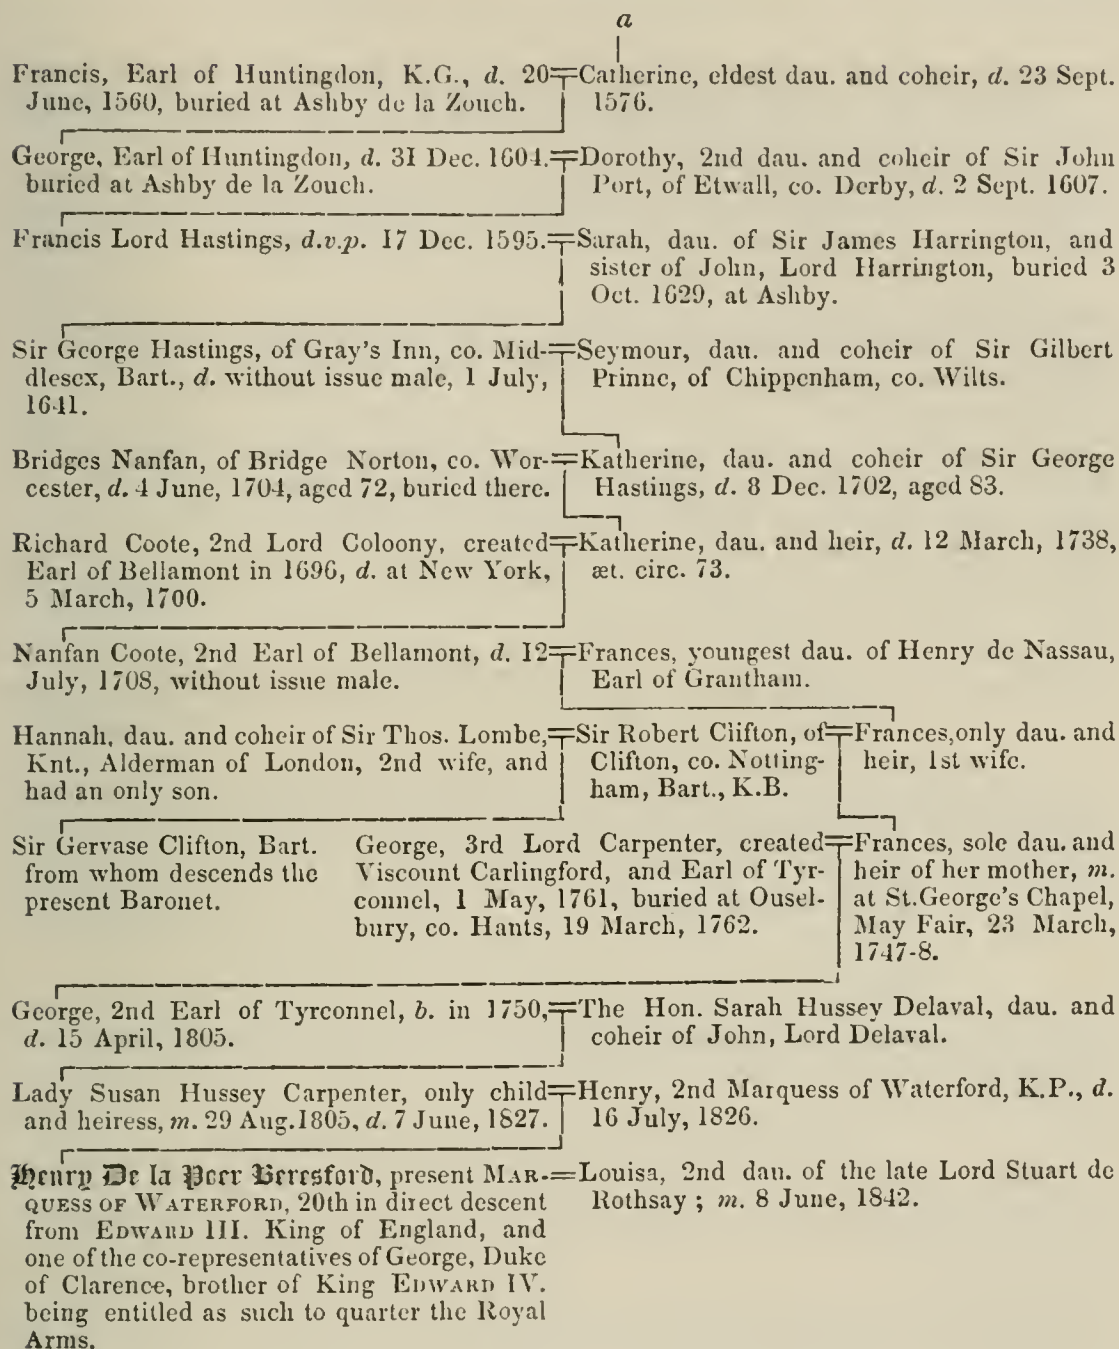 a
Francis, Earl of Huntingdon, K.G., d. 20
June, 1560, buried at Ashby de la Zouch.
Catherine, eldest dau. and coheir, d. 23 Sept.
1576.
George, Earl of Huntingdon, d. 31 Dec. 1604.
buried at Ashby de la Zouch.
Dorothy, 2nd dau. and coheir of Sir John
Port, of Etwall, co. Derby, d. 2 Sept. 1607.
Francis Lord Hastings, d.v.p. 17 Dec. 1595.
Sarah, dau. of Sir James Harrington, and
sister of John, Lord Harrington, buried 3
Oct. 1629, at Ashby.
Sir George Hastings, of Gray's Inn, co. Mid-
dlesex, Bart., d. without issue male, 1 July,
1641.
Seymour, dau. and coheir of Sir Gilbert
Prinne, of Chippenham, co. Wilts.
Bridges Nanfan, of Bridge Norton, co. Wor-
cester, d. 4 June, 1704, aged 72, buried there.
Katherine, dau. and coheir of Sir George
Hastings, d. 8 Dec. 1702, aged 83.
Richard Coote, 2nd Lord Coloony, created
Earl of Bellamont in 1696, d. at New York,
5 March, 1700.
Katherine, dau. and heir, d. 12 March, 1738,
æt. circ. 73.
Nanfan Coote, 2nd Earl of Bellamont, d. 12
July, 1708, without issue male.
Frances, youngest dau. of Henry de Nassau,
Earl of Grantham.
Hannah, dau. and coheir of Sir Thos. Lombe,
Knt., Alderman of London, 2nd wife, and
had an only son.
Sir Robert Clifton, of
Clifton, co. Notting-
ham, Bart., K.B.
Frances, only dau. and
heir, 1st wife.
Sir Gervase Clifton, Bart.
from whom descends the
present Baronet.
George, 3rd Lord Carpenter, created
Viscount Carlingford, and Earl of Tyr-
connel, 1 May, 1761, buried at Ousel-
bury, co. Hants, 19 March, 1762.
Frances, sole dau. and
heir of her mother, m.
at St. George's Chapel,
May Fair, 23 March,
1747-8.
George, 2nd Earl of Tyrconnel, b. in 1750,
d. 15 April, 1805.
The Hon. Sarah Hussey Delaval, dau. and
coheir of John, Lord Delaval.
Lady Susan Hussey Carpenter, only child
and heiress, m. 29 Aug. 1805, d. 7 June, 1827.
Henry, 2nd Marquess of Waterford, K.P., d.
16 July, 1826.
Henry De la Poer Beresford, present MAR-
QUESS OF WATERFORD, 20th in direct descent
from EDWARD III. King of England, and
one of the co-representatives of George, Duke
of Clarence, brother of King EDWARD IV.
being entitled as such to quarter the Royal
Arms.
Louisa, 2nd dau. of the late Lord Stuart de
Rothsay ; m. 8 June, 1842.